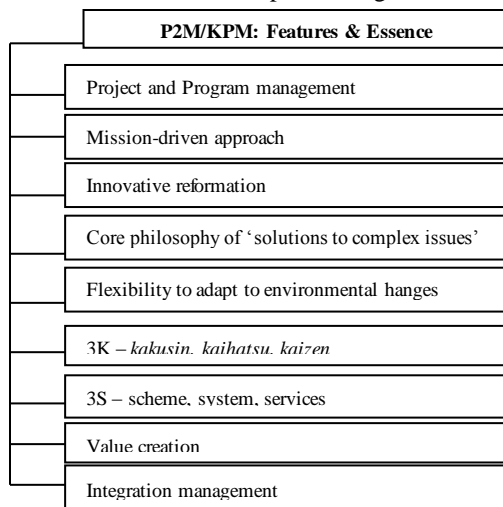 P2M/KPM: Features & Essence
Project and Program management
Mission-driven approach
Innovative reformation
Core philosophy of ‘solutions to complex issues’
Flexibility to adapt to environmental hanges
3K – kakusin, kaihatsu, kaizen
3S – scheme, system, services
Value creation
Integration management